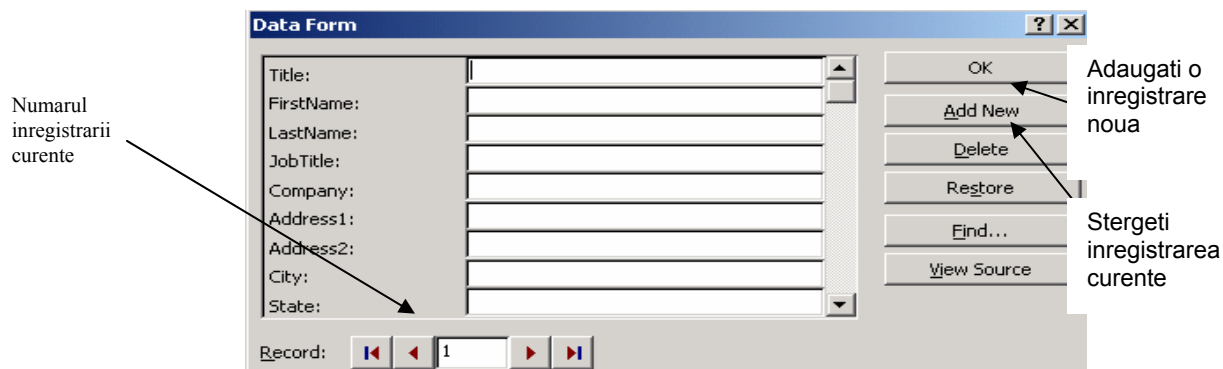 Data Form
Title:
FirstName:
LastName:
JobTitle:
Company:
Address1:
Address2:
City:
State:
Record:
1
OK
Add New
Delete
Restore
Find...
View Source
Numarul
inregistrarii
curente
Adaugati o
inregistrare
noua
Stergeti
inregistrarea
curente